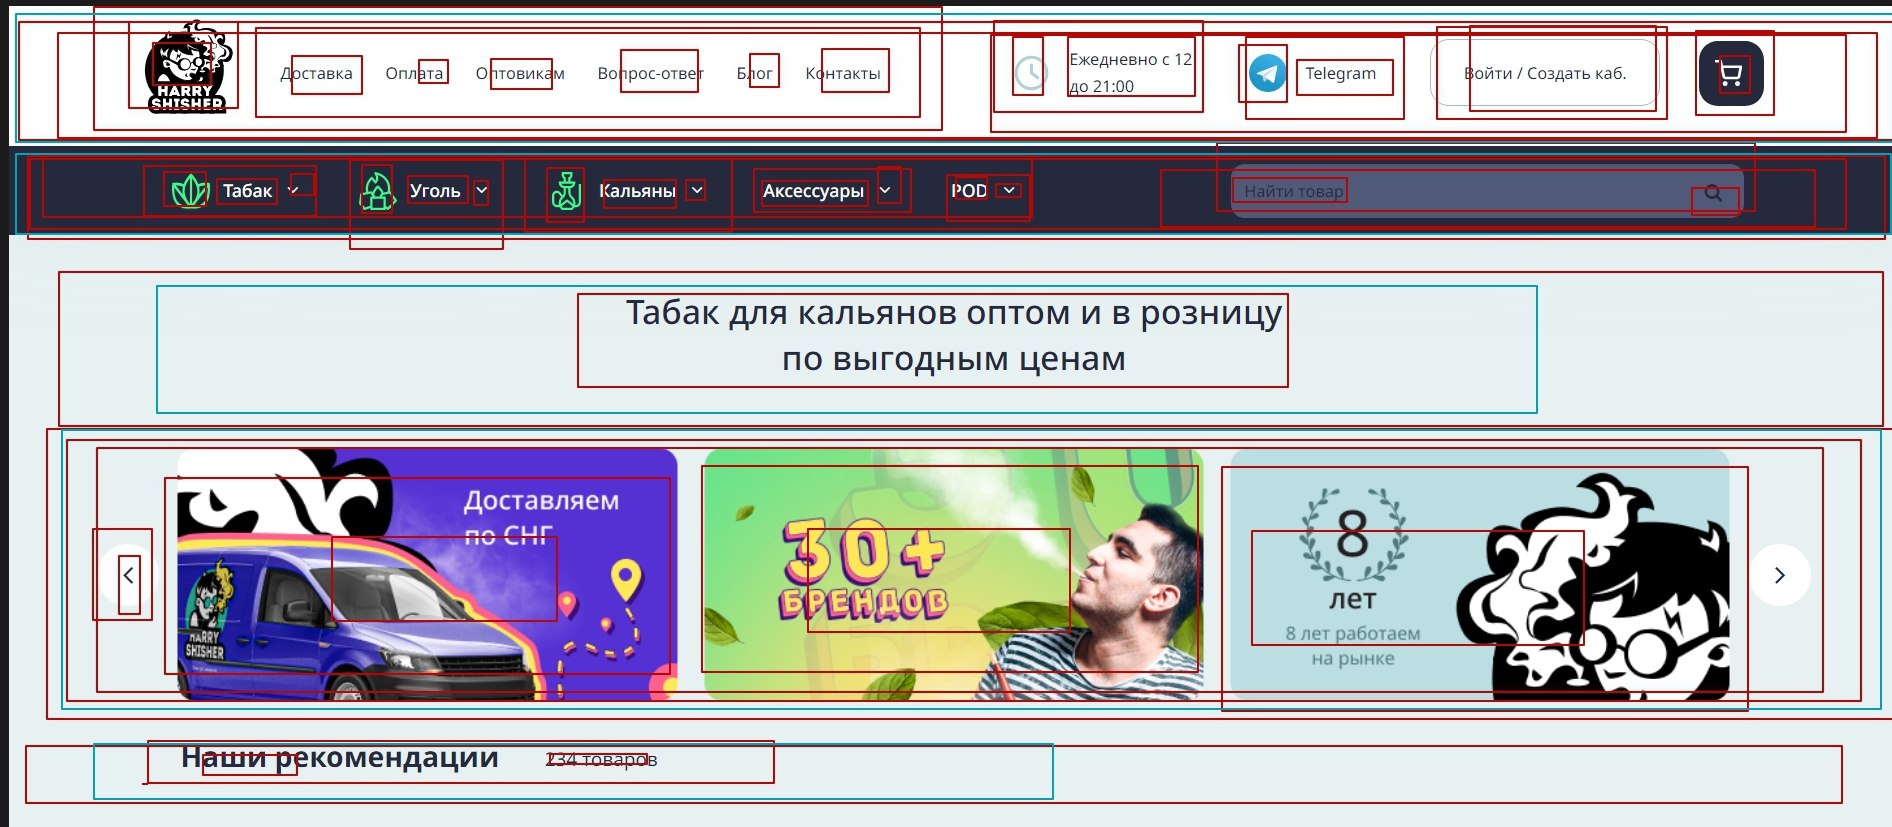 HARRY
SHISHER
Доставка
Оплата
Оптовикам
Вопрос-ответ
Блог
Контакты
Ежедневно с 12
до 21:00
Telegram
Войти / Создать каб.
Табак
Уголь
Кальяны
Аксессуары
POD
Найти товар
Табак для кальянов оптом и в розницу
по выгодным ценам
Доставляем
по СНГ
HARRY
SHISHER
30+
БРЕНДОВ
8
лет
8 лет работаем
на рынке
Наши рекомендации
234 товаров